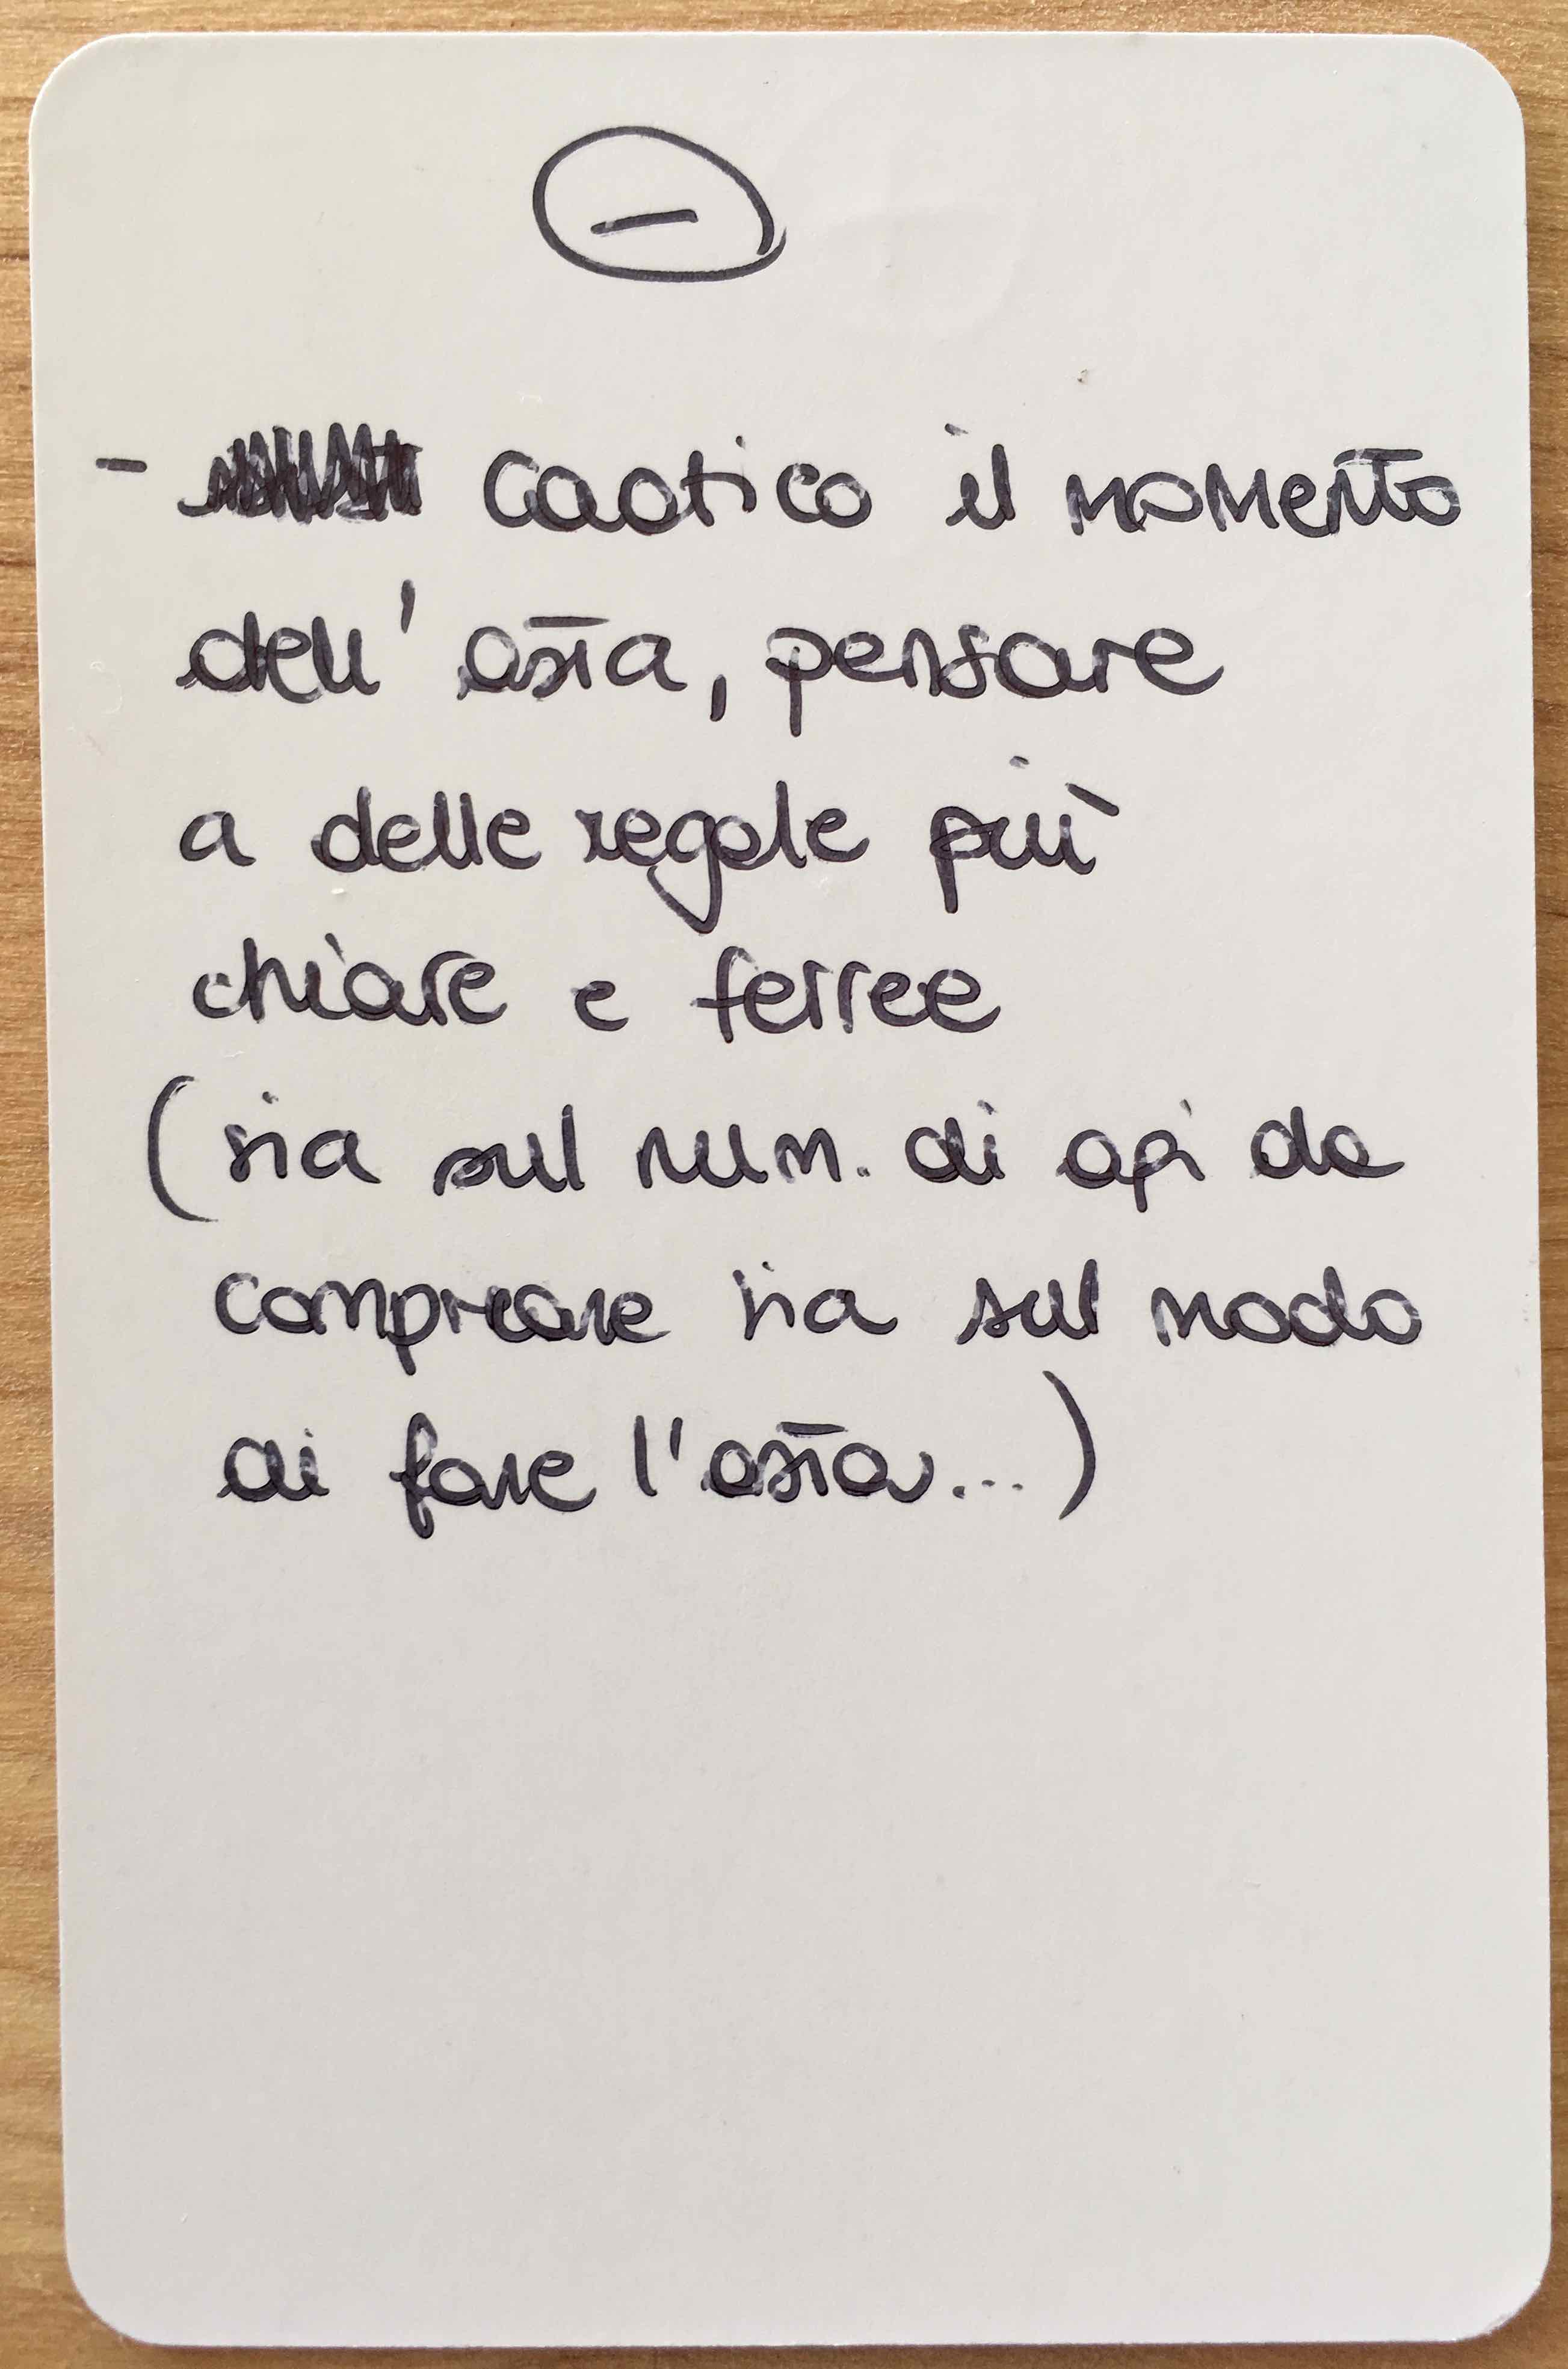 -
- caotico il momento
dell' asta, pensare
a delle regole più
chiare e ferree
(sia sul num. di api da
comprare sia sul modo
di fare l'asta...)